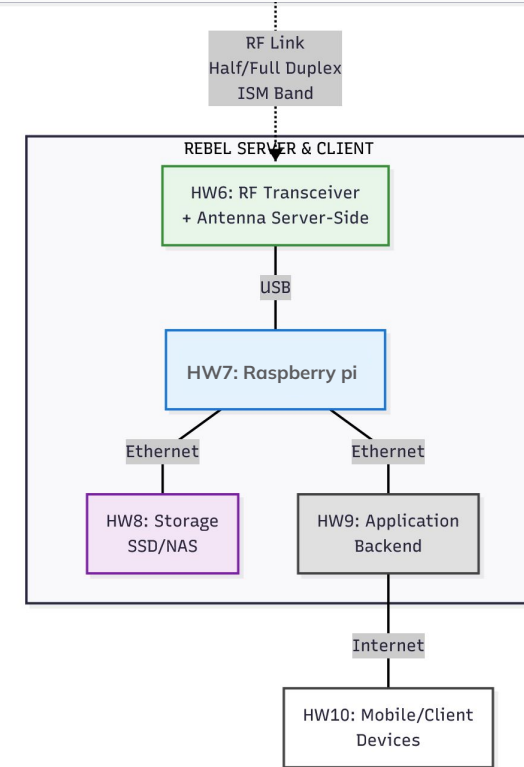 RF Link
Half/Full Duplex
ISM Band
REBEL SERVER & CLIENT
HW6: RF Transceiver
+ Antenna Server-Side
USB
HW7: Raspberry pi
Ethernet
Ethernet
HW8: Storage
SSD/NAS
HW9: Application
Backend
Internet
HW10: Mobile/Client
Devices